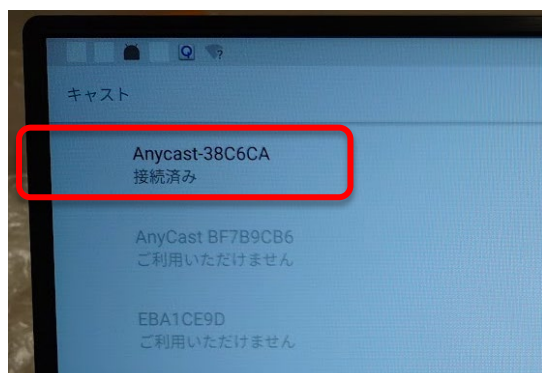 キャスト
Anycast-38C6CA
接続済み
AnyCast BF7B9CB6
ご利用いただけません
EBA1CE9D
ご利用いただけません